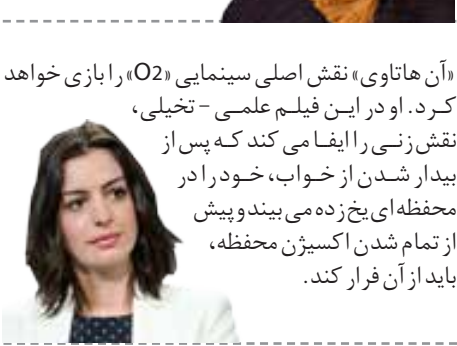 «آن هاتاوی» نقش اصلی سینمایی «O2» را بازی خواهد
کرد. او در این فیلم علمی - تخیلی،
نقش زنی را ایفا می کند که پس از
بیدار شدن از خواب، خود را در
محفظه‌ای یخ زده می بیند و پیش
از تمام شدن اکسیژن محفظه،
باید از آن فرار کند.